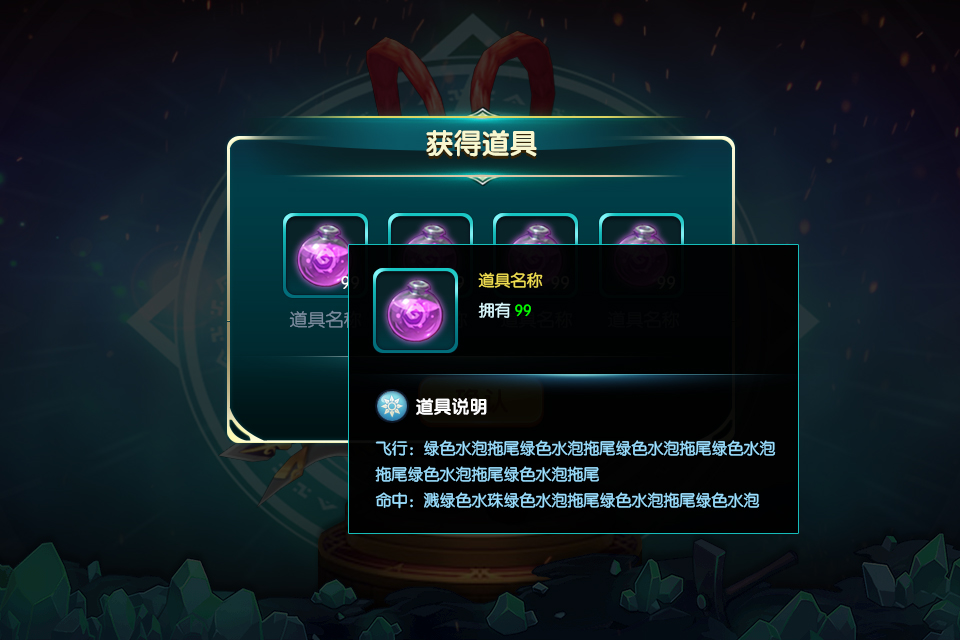 获得道具
99
99
99
道具名称
拥有 99
道具名称
道具名称
道具说明
飞行：绿色水泡拖尾绿色水泡拖尾绿色水泡拖尾绿色水泡
拖尾绿色水泡拖尾绿色水泡拖尾
命中：溅绿色水珠绿色水泡拖尾绿色水泡拖尾绿色水泡